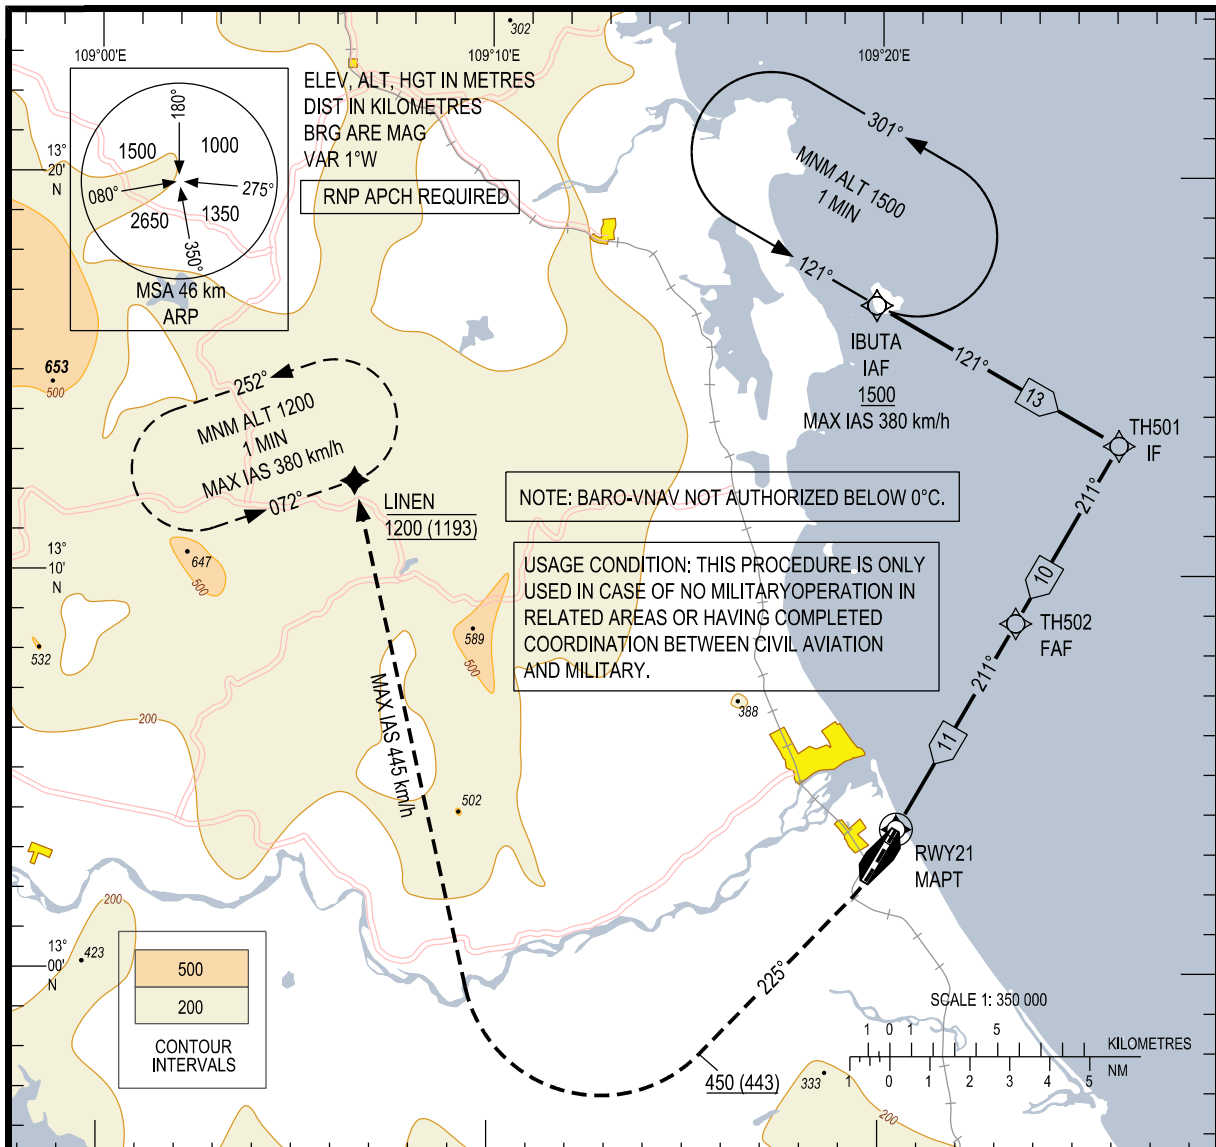 109°00'E
109°10'E
109°20'E
302
ELEV, ALT, HGT IN METRES
DIST IN KILOMETRES
BRG ARE MAG
VAR 1°W
RNP APCH REQUIRED
180°
1500
1000
080°
275°
2650
1350
350°
MSA 46 km
ARP
13°
20'
N
301°
MNM ALT 1500
1 MIN
121°
IBUTA
IAF
1500
MAX IAS 380 km/h
121°
13
TH501
IF
653
500
252°
MNM ALT 1200
1 MIN
MAX IAS 380 km/h
072°
LINEN
1200 (1193)
NOTE: BARO-VNAV NOT AUTHORIZED BELOW 0°C.
211°
10
13°
10'
N
647
500
USAGE CONDITION: THIS PROCEDURE IS ONLY
USED IN CASE OF NO MILITARYOPERATION IN
RELATED AREAS OR HAVING COMPLETED
COORDINATION BETWEEN CIVIL AVIATION
AND MILITARY.
TH502
FAF
532
589
500
211°
200
388
MAX IAS 445 km/h
11
502
RWY21
MAPT
200
423
13°
00'
N
500
200
CONTOUR
INTERVALS
225°
450 (443)
333
200
SCALE 1: 350 000
1 0 1 5
KILOMETRES
NM
1 0 1 2 3 4 5